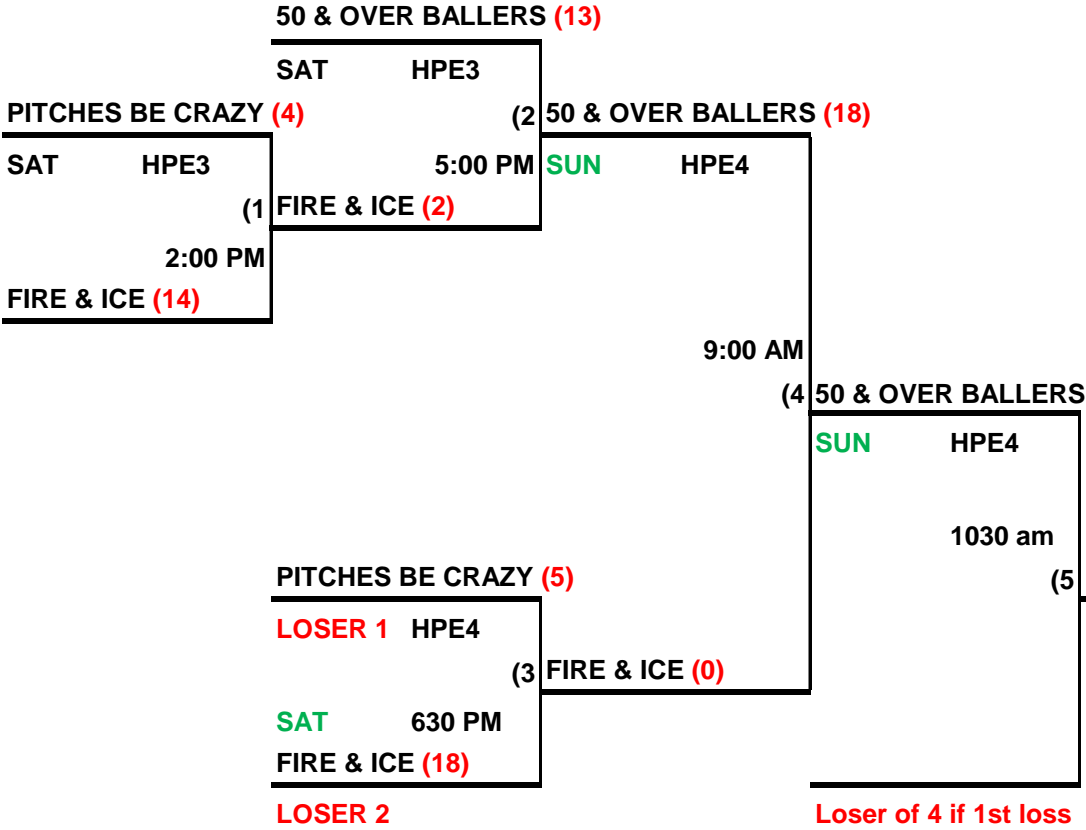 50 & OVER BALLERS (13)
SAT HPE3
PITCHES BE CRAZY (4)
(2 50 & OVER BALLERS (18)
SAT HPE3
5:00 PM SUN HPE4
(1 FIRE & ICE (2)
2:00 PM
FIRE & ICE (14)
9:00 AM
(4 50 & OVER BALLERS
SUN HPE4
1030 am
PITCHES BE CRAZY (5)
(5
LOSER 1 HPE4
(3 FIRE & ICE (0)
SAT 630 PM
FIRE & ICE (18)
LOSER 2
Loser of 4 if 1st loss